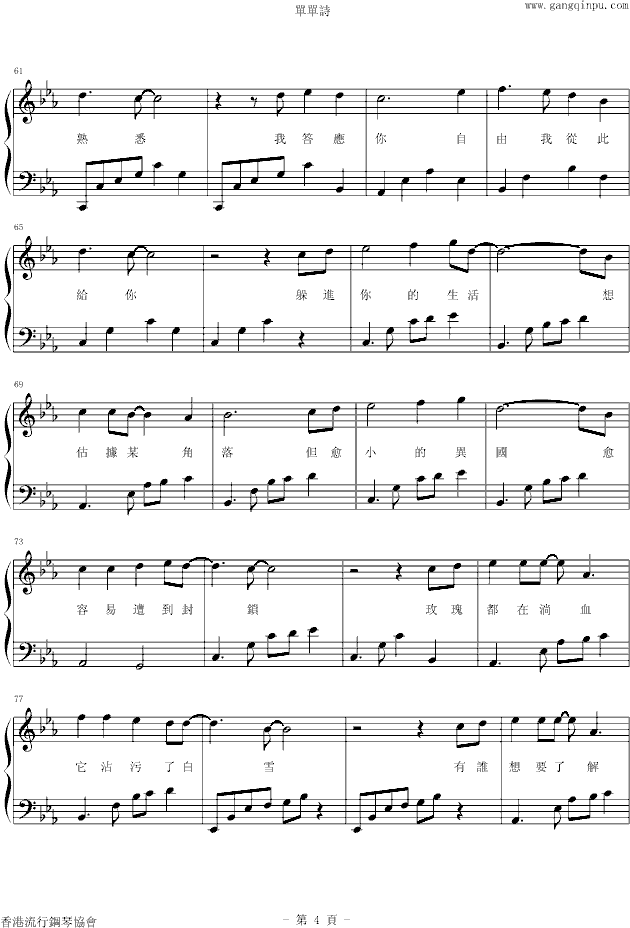 單單詩
www.gangqinpu.com
61
熟 悉 我 答 應 你 自 由 我 從 此
65
給 你 躲 進 你 的 生 活 想
69
佔 據 某 角 落 但 愈 小 的 異 國 愈
73
容 易 遭 到 封 鎖 玫 瑰 都 在 淌 血
77
它 沾 污 了 白 雪 有 誰 想 要 了 解
香港流行鋼琴協會
- 第 4 頁 -